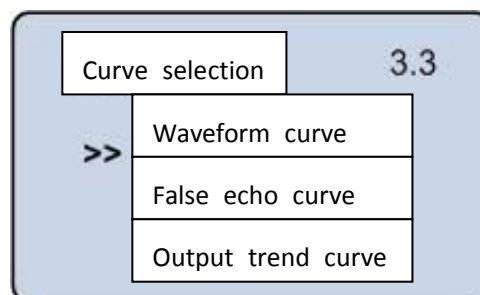 Curve selection 3.3
>> Waveform curve
False echo curve
Output trend curve